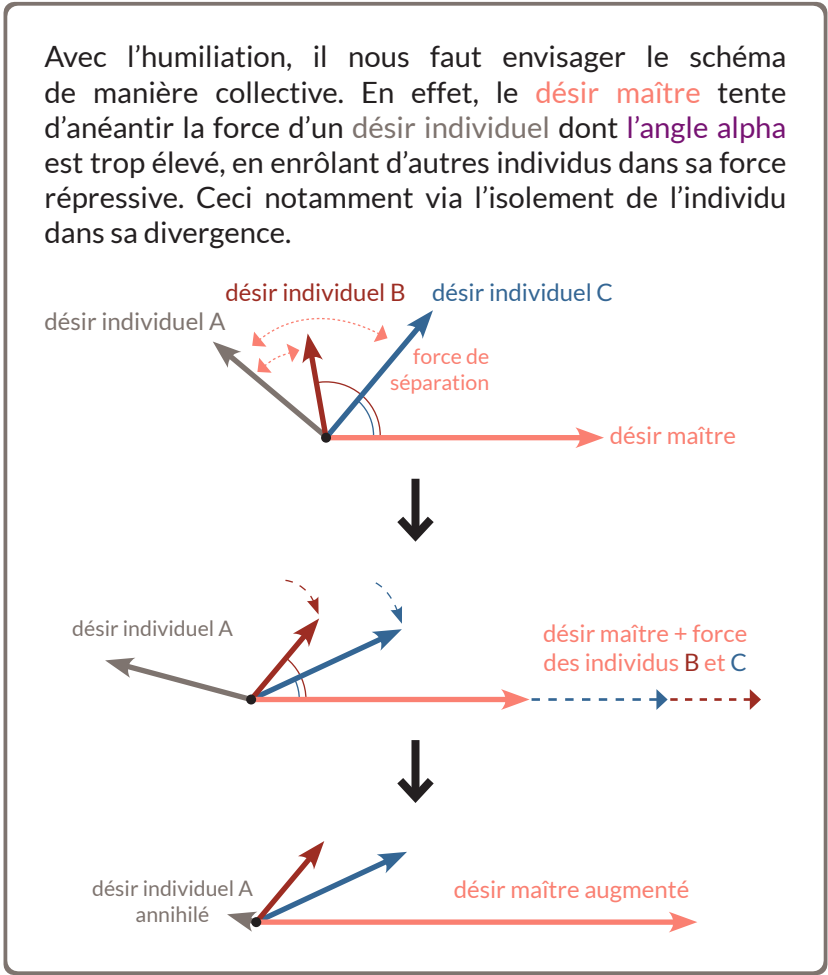 Avec l’humiliation, il nous faut envisager le schéma
de manière collective. En effet, le désir maître tente
d’anéantir la force d’un désir individuel dont l’angle alpha
est trop élevé, en enrôlant d’autres individus dans sa force
répressive. Ceci notamment via l’isolement de l’individu
dans sa divergence.
désir individuel B
désir individuel C
désir individuel A
force de
séparation
désir maître
désir individuel A
désir maître + force
des individus B et C
désir individuel A
annihilé
désir maître augmenté